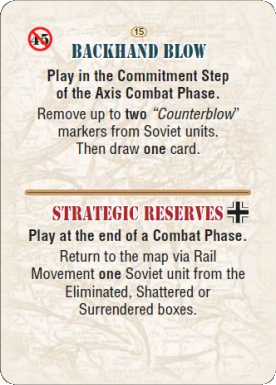 45
15
BACKHAND BLOW
Play in the Commitment Step
of the Axis Combat Phase.
Remove up to two “Counterblow”
markers from Soviet units.
Then draw one card.
STRATEGIC RESERVES
Play at the end of a Combat Phase.
Return to the map via Rail
Movement one Soviet unit from the
Eliminated, Shattered or
Surrendered boxes.